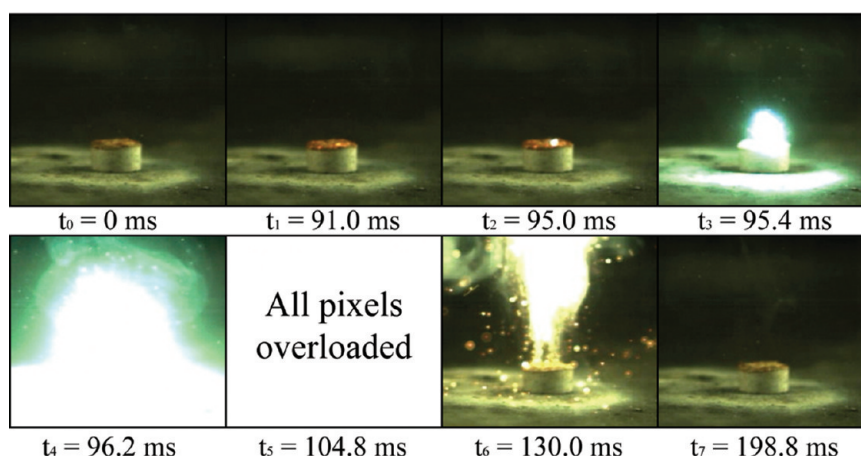 t₀ = 0 ms
t₁ = 91.0 ms
t₂ = 95.0 ms
t₃ = 95.4 ms
All pixels
overloaded
t₄ = 96.2 ms
t₅ = 104.8 ms
t₆ = 130.0 ms
t₇ = 198.8 ms